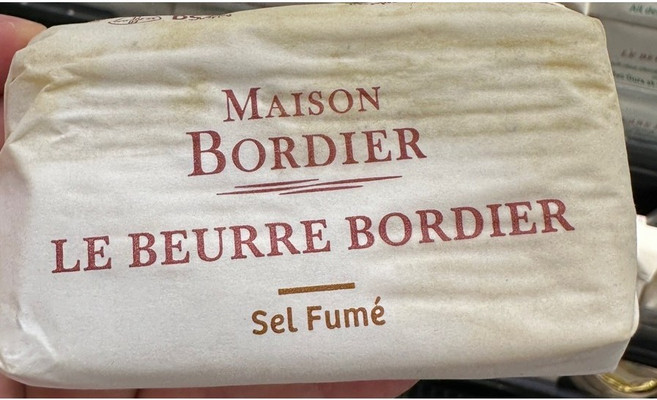 MAISON
BORDIER
LE BEURRE BORDIER
Sel Fumé